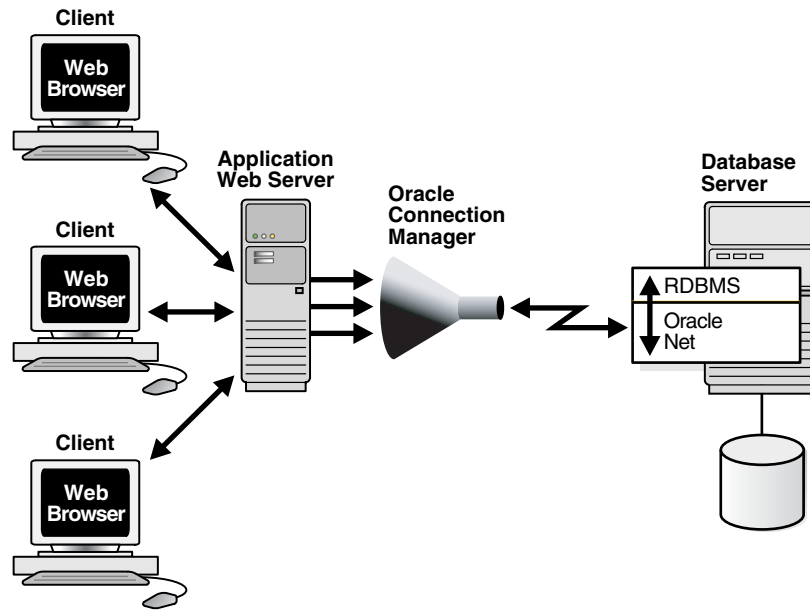 Client
Web
Browser
Application
Web Server
Oracle
Connection
Manager
Database
Server
Client
Web
Browser
RDBMS
Oracle
Net
Client
Web
Browser